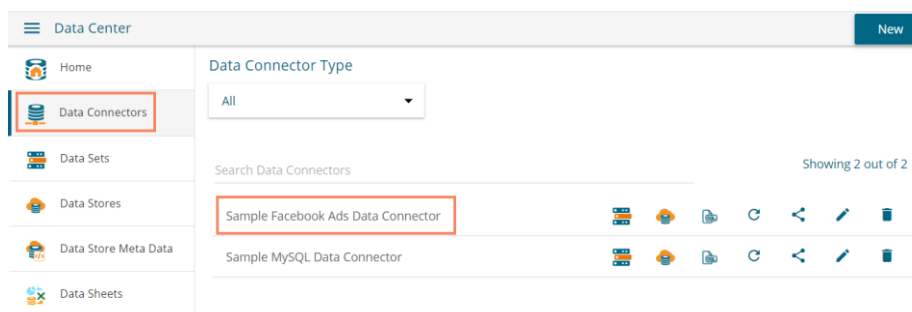 Data Center
New
Home
Data Connectors
Data Sets
Data Stores
Data Store Meta Data
Data Sheets
Data Connector Type
All
Search Data Connectors
Showing 2 out of 2
Sample Facebook Ads Data Connector
Sample MySQL Data Connector